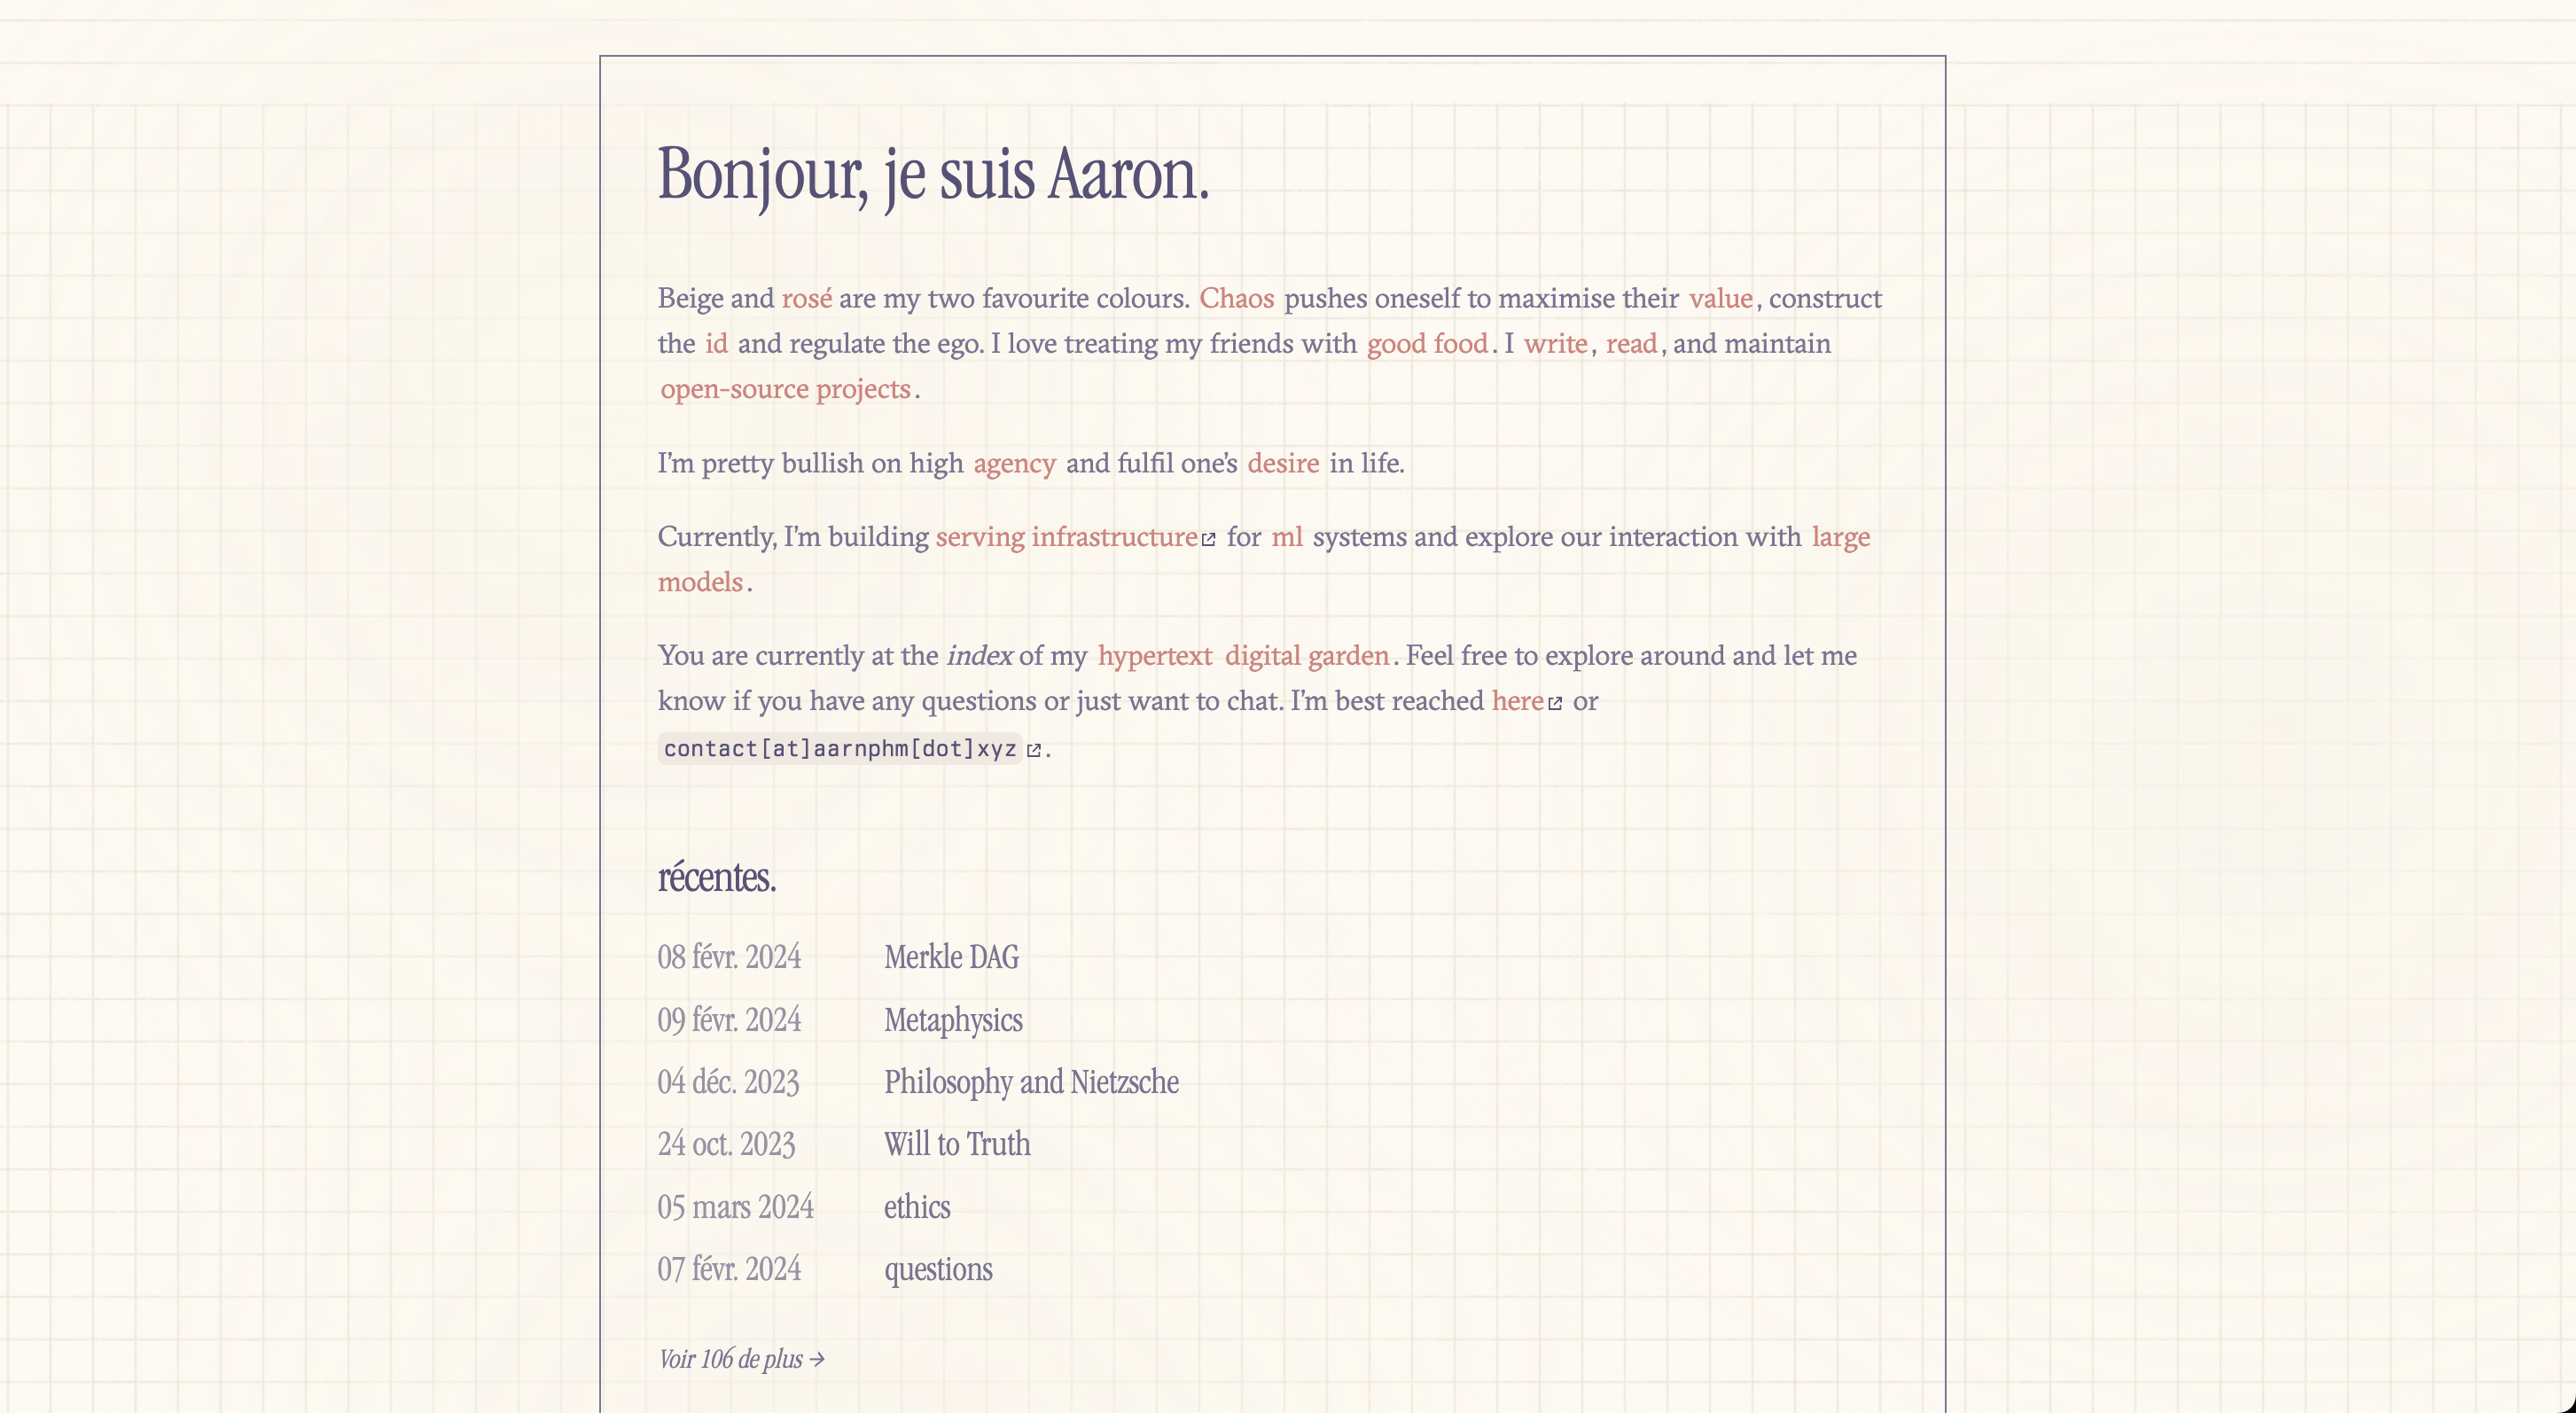 Bonjour, je suis Aaron.
Beige and rosé are my two favourite colours. Chaos pushes oneself to maximise their value, construct
the id and regulate the ego. I love treating my friends with good food. I write, read, and maintain
open-source projects.
I’m pretty bullish on high agency and fulfil one’s desire in life.
Currently, I’m building serving infrastructure for ml systems and explore our interaction with large
models.
You are currently at the index of my hypertext digital garden. Feel free to explore around and let me
know if you have any questions or just want to chat. I’m best reached here or
contact[at]aarnphm[dot]xyz.
récentes.
08 févr. 2024 Merkle DAG
09 févr. 2024 Metaphysics
04 déc. 2023 Philosophy and Nietzsche
24 oct. 2023 Will to Truth
05 mars 2024 ethics
07 févr. 2024 questions
Voir 106 de plus →